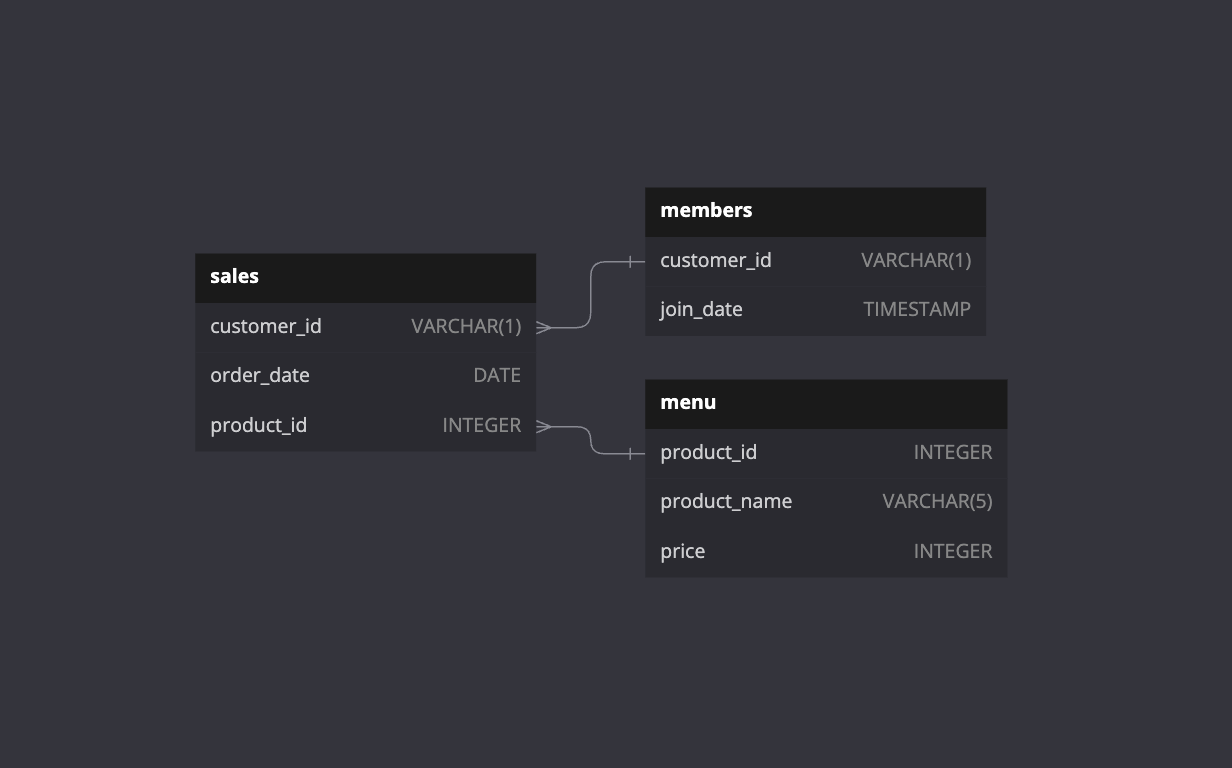 sales
customer_id VARCHAR(1)
order_date DATE
product_id INTEGER
members
customer_id VARCHAR(1)
join_date TIMESTAMP
menu
product_id INTEGER
product_name VARCHAR(5)
price INTEGER